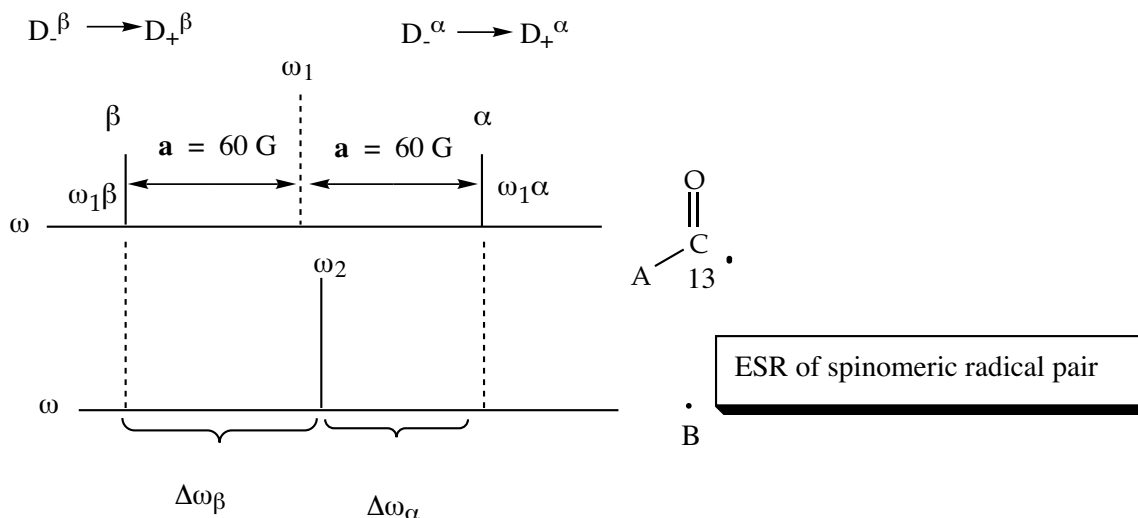 D₋^β → D₊^β
D₋^α → D₊^α
ω₁
β
α
a = 60 G
a = 60 G
ω₁β
ω₁α
ω
O
C
A
13
ω₂
ESR of spinomeric radical pair
ω
B
Δωβ
Δωα